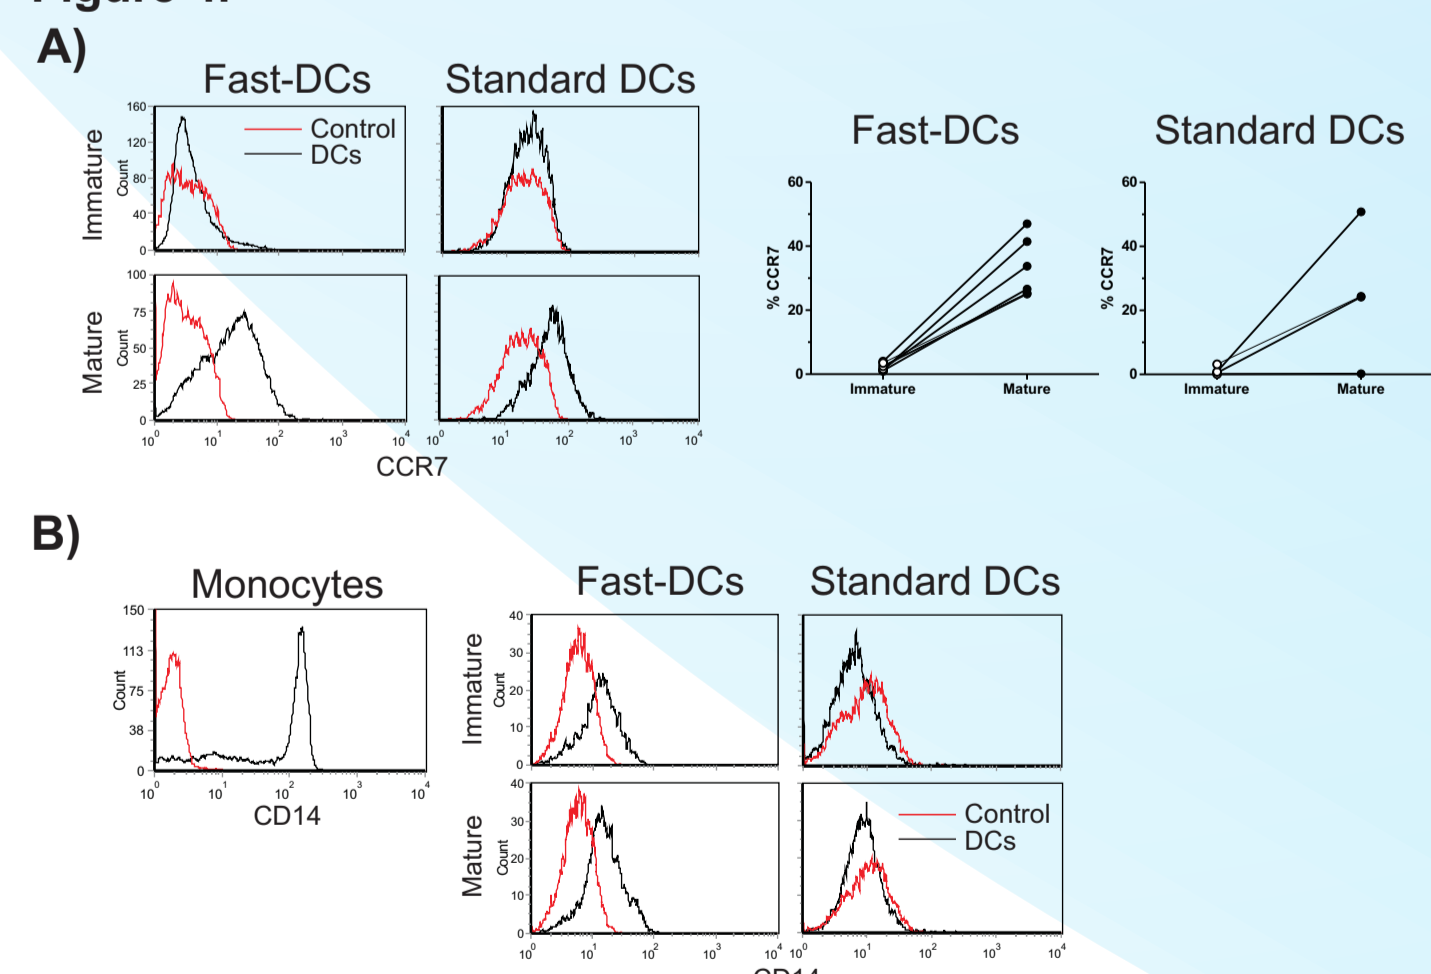 A)
Fast-DCs
Standard DCs
Immature
Count
160
120
80
40
0
Control
DCs
Mature
Count
100
75
50
25
0
10^0 10^1 10^2 10^3 10^4
10^0 10^1 10^2 10^3 10^4
CCR7
Fast-DCs
% CCR7
60
40
20
0
Immature Mature
Standard DCs
% CCR7
60
40
20
0
Immature Mature
B)
Monocytes
Count
150
113
75
38
0
10^0 10^1 10^2 10^3 10^4
CD14
Fast-DCs
Standard DCs
Immature
Count
40
30
20
10
0
Mature
Count
40
30
20
10
0
Control
DCs
10^0 10^1 10^2 10^3 10^4
10^0 10^1 10^2 10^3 10^4